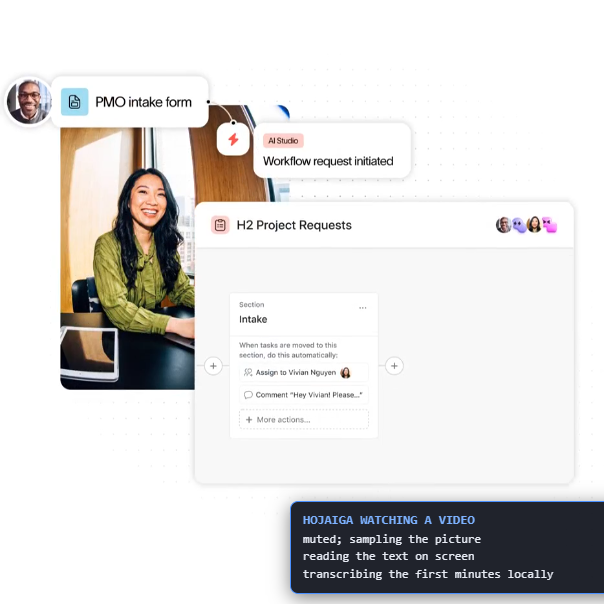 PMO intake form
AI Studio
Workflow request initiated
H2 Project Requests
Section
Intake
When tasks are moved to this
section, do this automatically:
Assign to Vivian Nguyen
Comment “Hey Vivian! Please...”
+ More actions...
HOJAIGA WATCHING A VIDEO
muted; sampling the picture
reading the text on screen
transcribing the first minutes locally